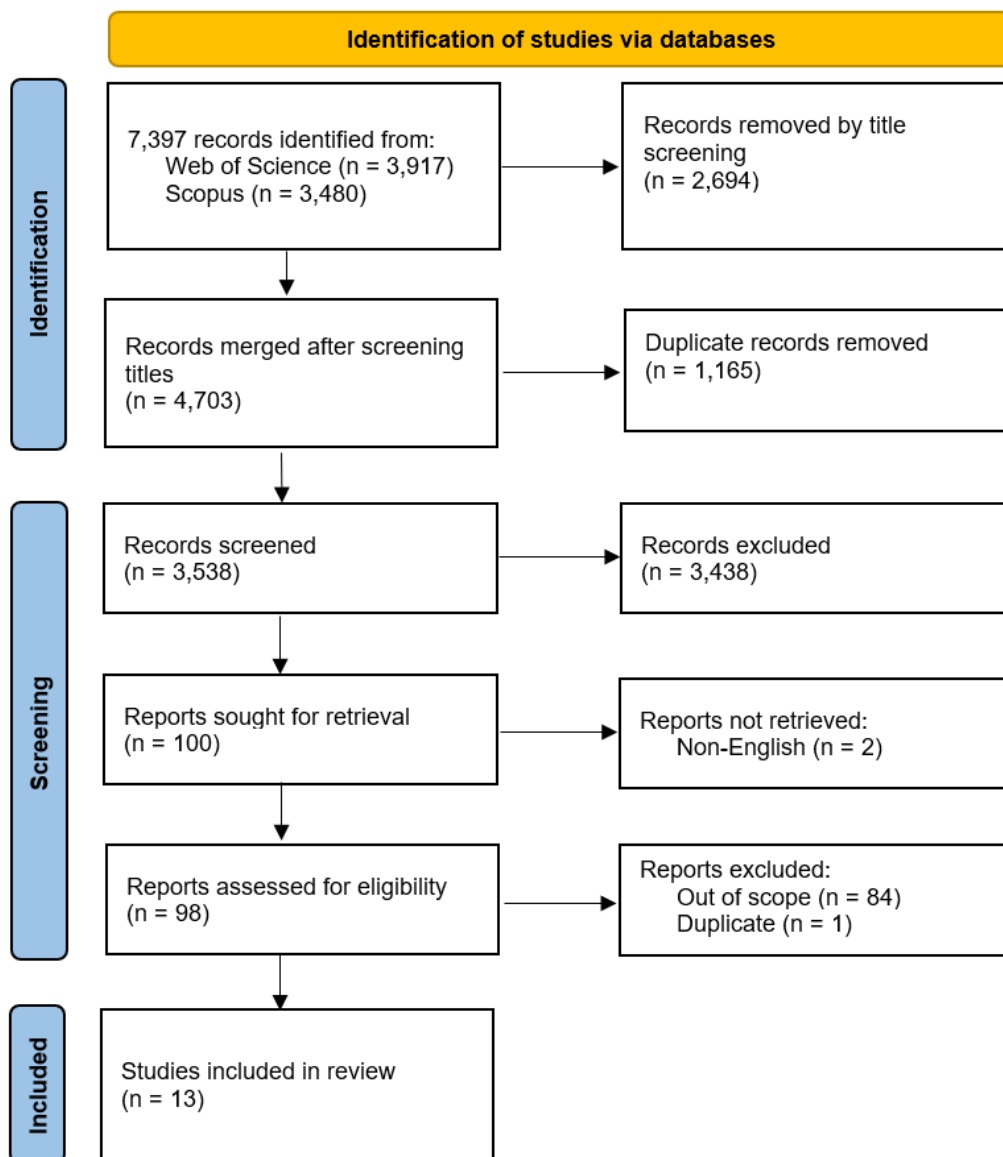 Identification of studies via databases
Identification
7,397 records identified from:
Web of Science (n = 3,917)
Scopus (n = 3,480)
Records removed by title
screening
(n = 2,694)
Records merged after screening
titles
(n = 4,703)
Duplicate records removed
(n = 1,165)
Screening
Records screened
(n = 3,538)
Records excluded
(n = 3,438)
Reports sought for retrieval
(n = 100)
Reports not retrieved:
Non-English (n = 2)
Reports assessed for eligibility
(n = 98)
Reports excluded:
Out of scope (n = 84)
Duplicate (n = 1)
Included
Studies included in review
(n = 13)